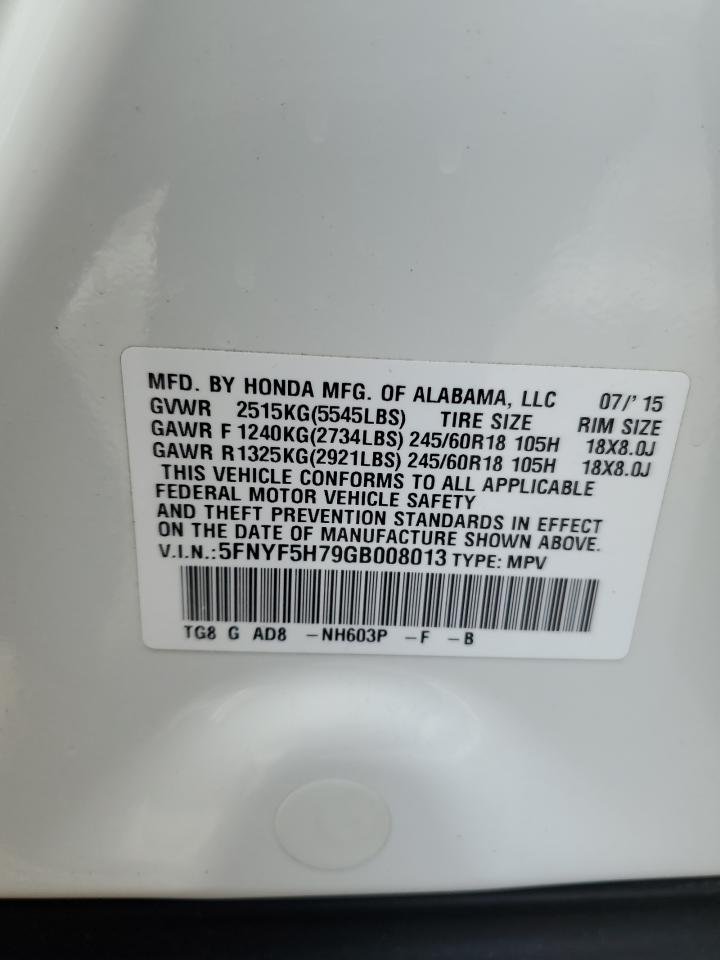 MFD. BY HONDA MFG. OF ALABAMA, LLC 07/' 15
GVWR 2515KG(5545LBS) TIRE SIZE RIM SIZE
GAWR F 1240KG(2734LBS) 245/60R18 105H 18X8.0J
GAWR R1325KG(2921LBS) 245/60R18 105H 18X8.0J
THIS VEHICLE CONFORMS TO ALL APPLICABLE
FEDERAL MOTOR VEHICLE SAFETY
AND THEFT PREVENTION STANDARDS IN EFFECT
ON THE DATE OF MANUFACTURE SHOWN ABOVE.
V.I.N.:5FNYF5H79GB008013 TYPE: MPV
TG8 G AD8 -NH603P -F -B